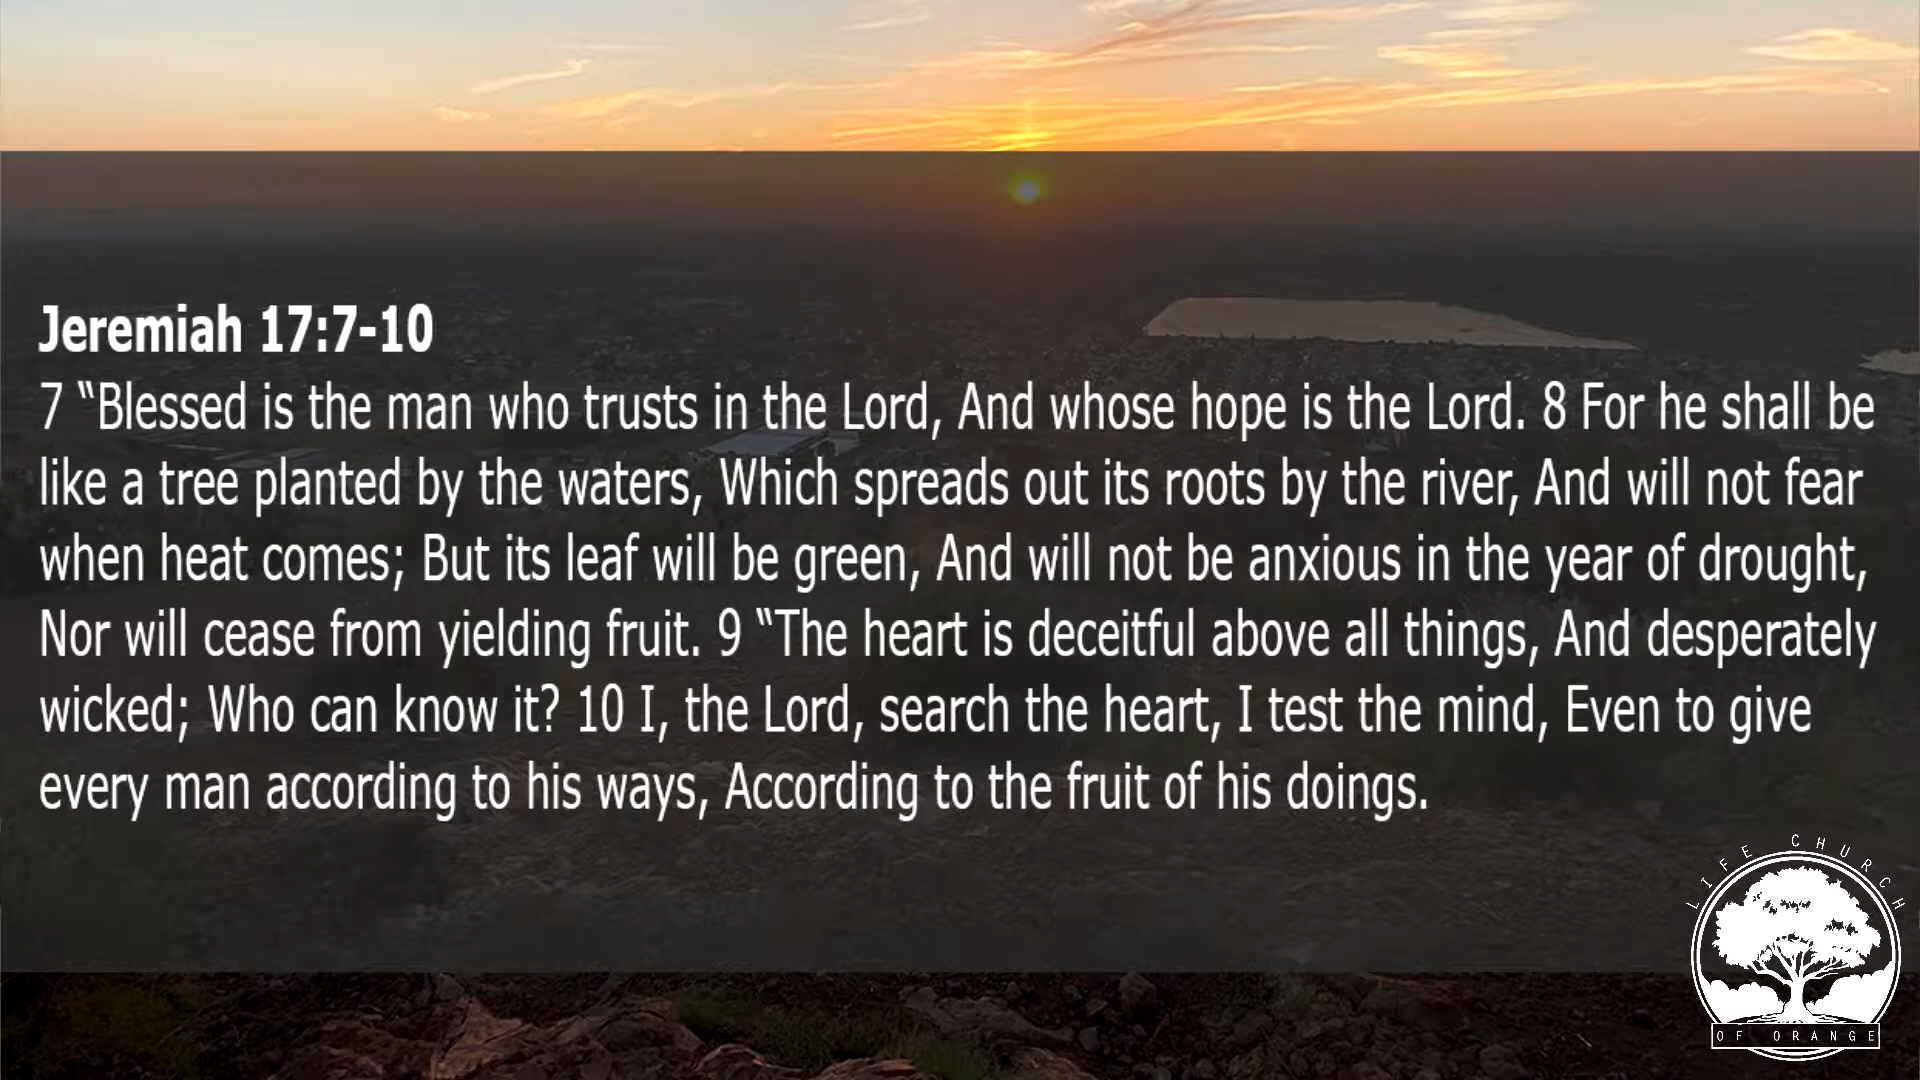 Jeremiah 17:7-10
7 “Blessed is the man who trusts in the Lord, And whose hope is the Lord. 8 For he shall be
like a tree planted by the waters, Which spreads out its roots by the river, And will not fear
when heat comes; But its leaf will be green, And will not be anxious in the year of drought,
Nor will cease from yielding fruit. 9 “The heart is deceitful above all things, And desperately
wicked; Who can know it? 10 I, the Lord, search the heart, I test the mind, Even to give
every man according to his ways, According to the fruit of his doings.
LIFE CHURCH
OF ORANGE